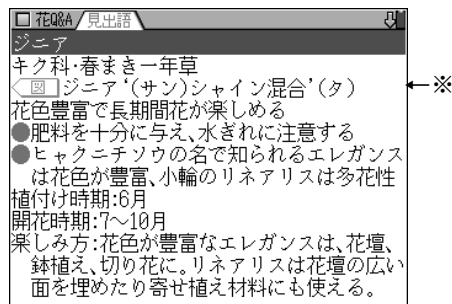 花Q&A 見出語
ジニア
キク科・春まき一年草
図 ジニア‘(サン)シャイン混合’(タ) ←※
花色豊富で長期間花が楽しめる
●肥料を十分に与え、水ぎれに注意する
●ヒャクニチソウの名で知られるエレガンス
は花色が豊富、小輪のリネアリスは多花性
植付け時期:6月
開花時期:7〜10月
楽しみ方:花色が豊富なエレガンスは、花壇、
鉢植え、切り花に。リネアリスは花壇の広い
面を埋めたり寄せ植え材料にも使える。